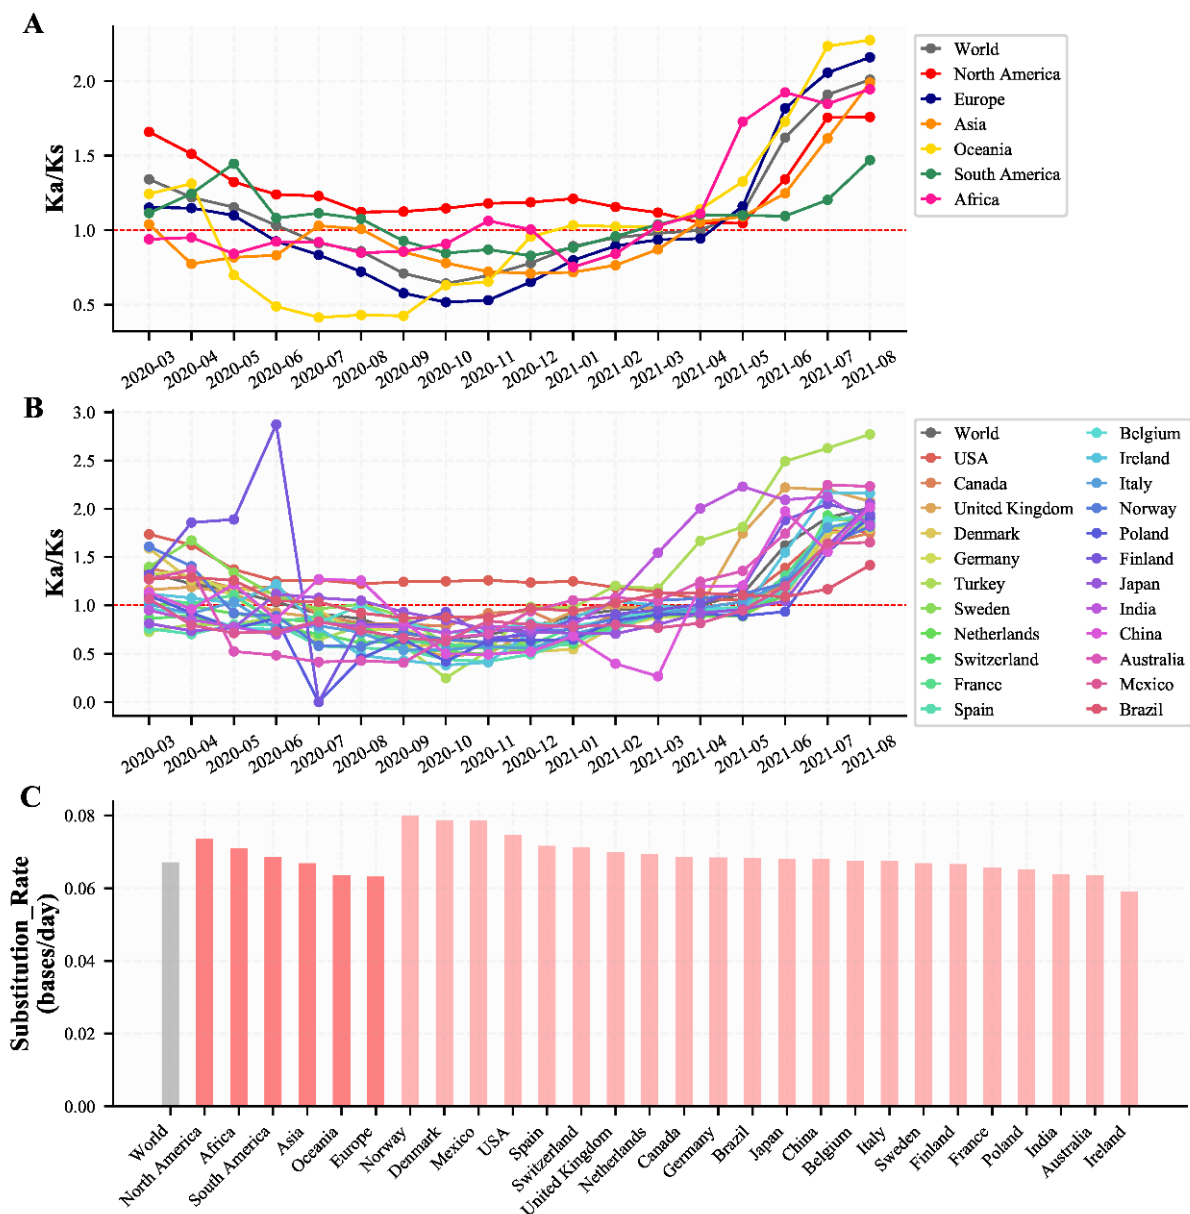 A
Ka/Ks
2.0
1.5
1.0
0.5
2020-03
2020-04
2020-05
2020-06
2020-07
2020-08
2020-09
2020-10
2020-11
2020-12
2021-01
2021-02
2021-03
2021-04
2021-05
2021-06
2021-07
2021-08
World
North America
Europe
Asia
Oceania
South America
Africa
B
Ka/Ks
3.0
2.5
2.0
1.5
1.0
0.5
0.0
2020-03
2020-04
2020-05
2020-06
2020-07
2020-08
2020-09
2020-10
2020-11
2020-12
2021-01
2021-02
2021-03
2021-04
2021-05
2021-06
2021-07
2021-08
World
USA
Canada
United Kingdom
Denmark
Germany
Turkey
Sweden
Netherlands
Switzerland
France
Spain
Belgium
Ireland
Italy
Norway
Poland
Finland
Japan
India
China
Australia
Mexico
Brazil
C
Substitution_Rate
(bases/day)
0.08
0.06
0.04
0.02
0.00
World
North America
Africa
South America
Asia
Oceania
Europe
Norway
Denmark
Mexico
USA
Spain
Switzerland
United Kingdom
Netherlands
Canada
Germany
Brazil
Japan
China
Belgium
Italy
Sweden
Finland
France
Poland
India
Australia
Ireland